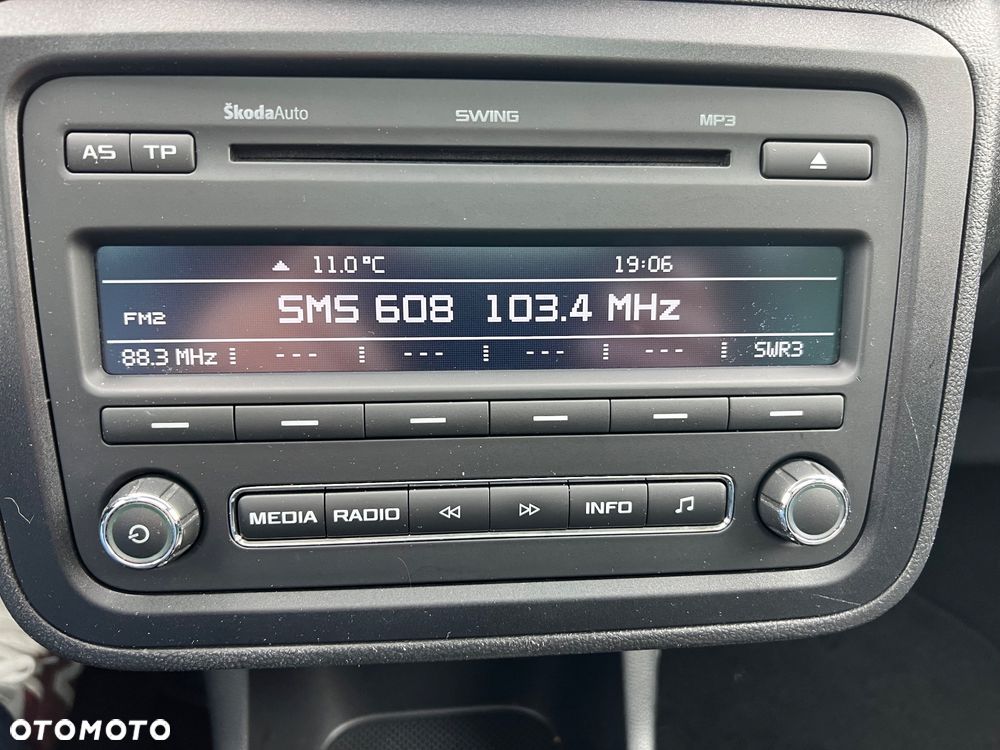 ŠkodaAuto SWING MP3
AS TP
11.0°C 19:06
FM2 SMS 608 103.4 MHz
88.3 MHz --- --- --- --- SWR3
MEDIA RADIO INFO
OTOMOTO